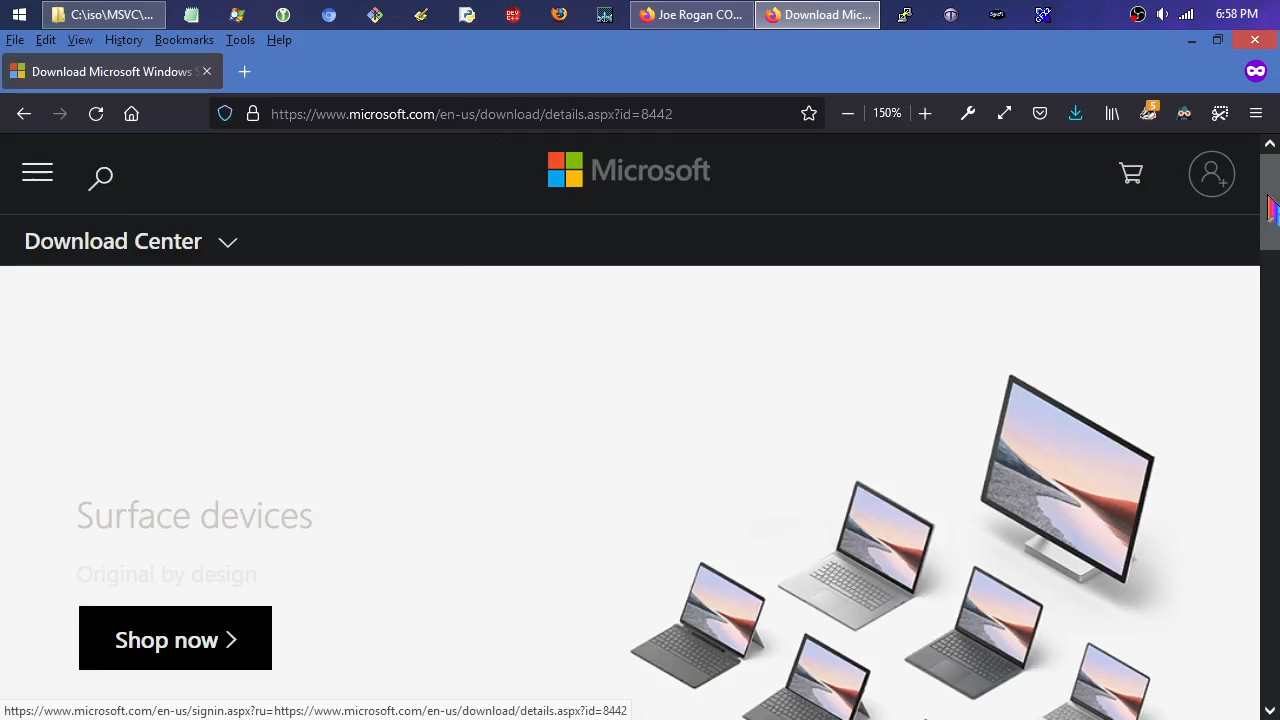 C:\iso\MSVC\...
DEV
C++
Joe Rogan CO...
Download Mic...
6:58 PM
File Edit View History Bookmarks Tools Help
Download Microsoft Windows S
https://www.microsoft.com/en-us/download/details.aspx?id=8442
150%
5
Microsoft
Download Center
Surface devices
Original by design
Shop now
https://www.microsoft.com/en-us/signin.aspx?ru=https://www.microsoft.com/en-us/download/details.aspx?id=8442